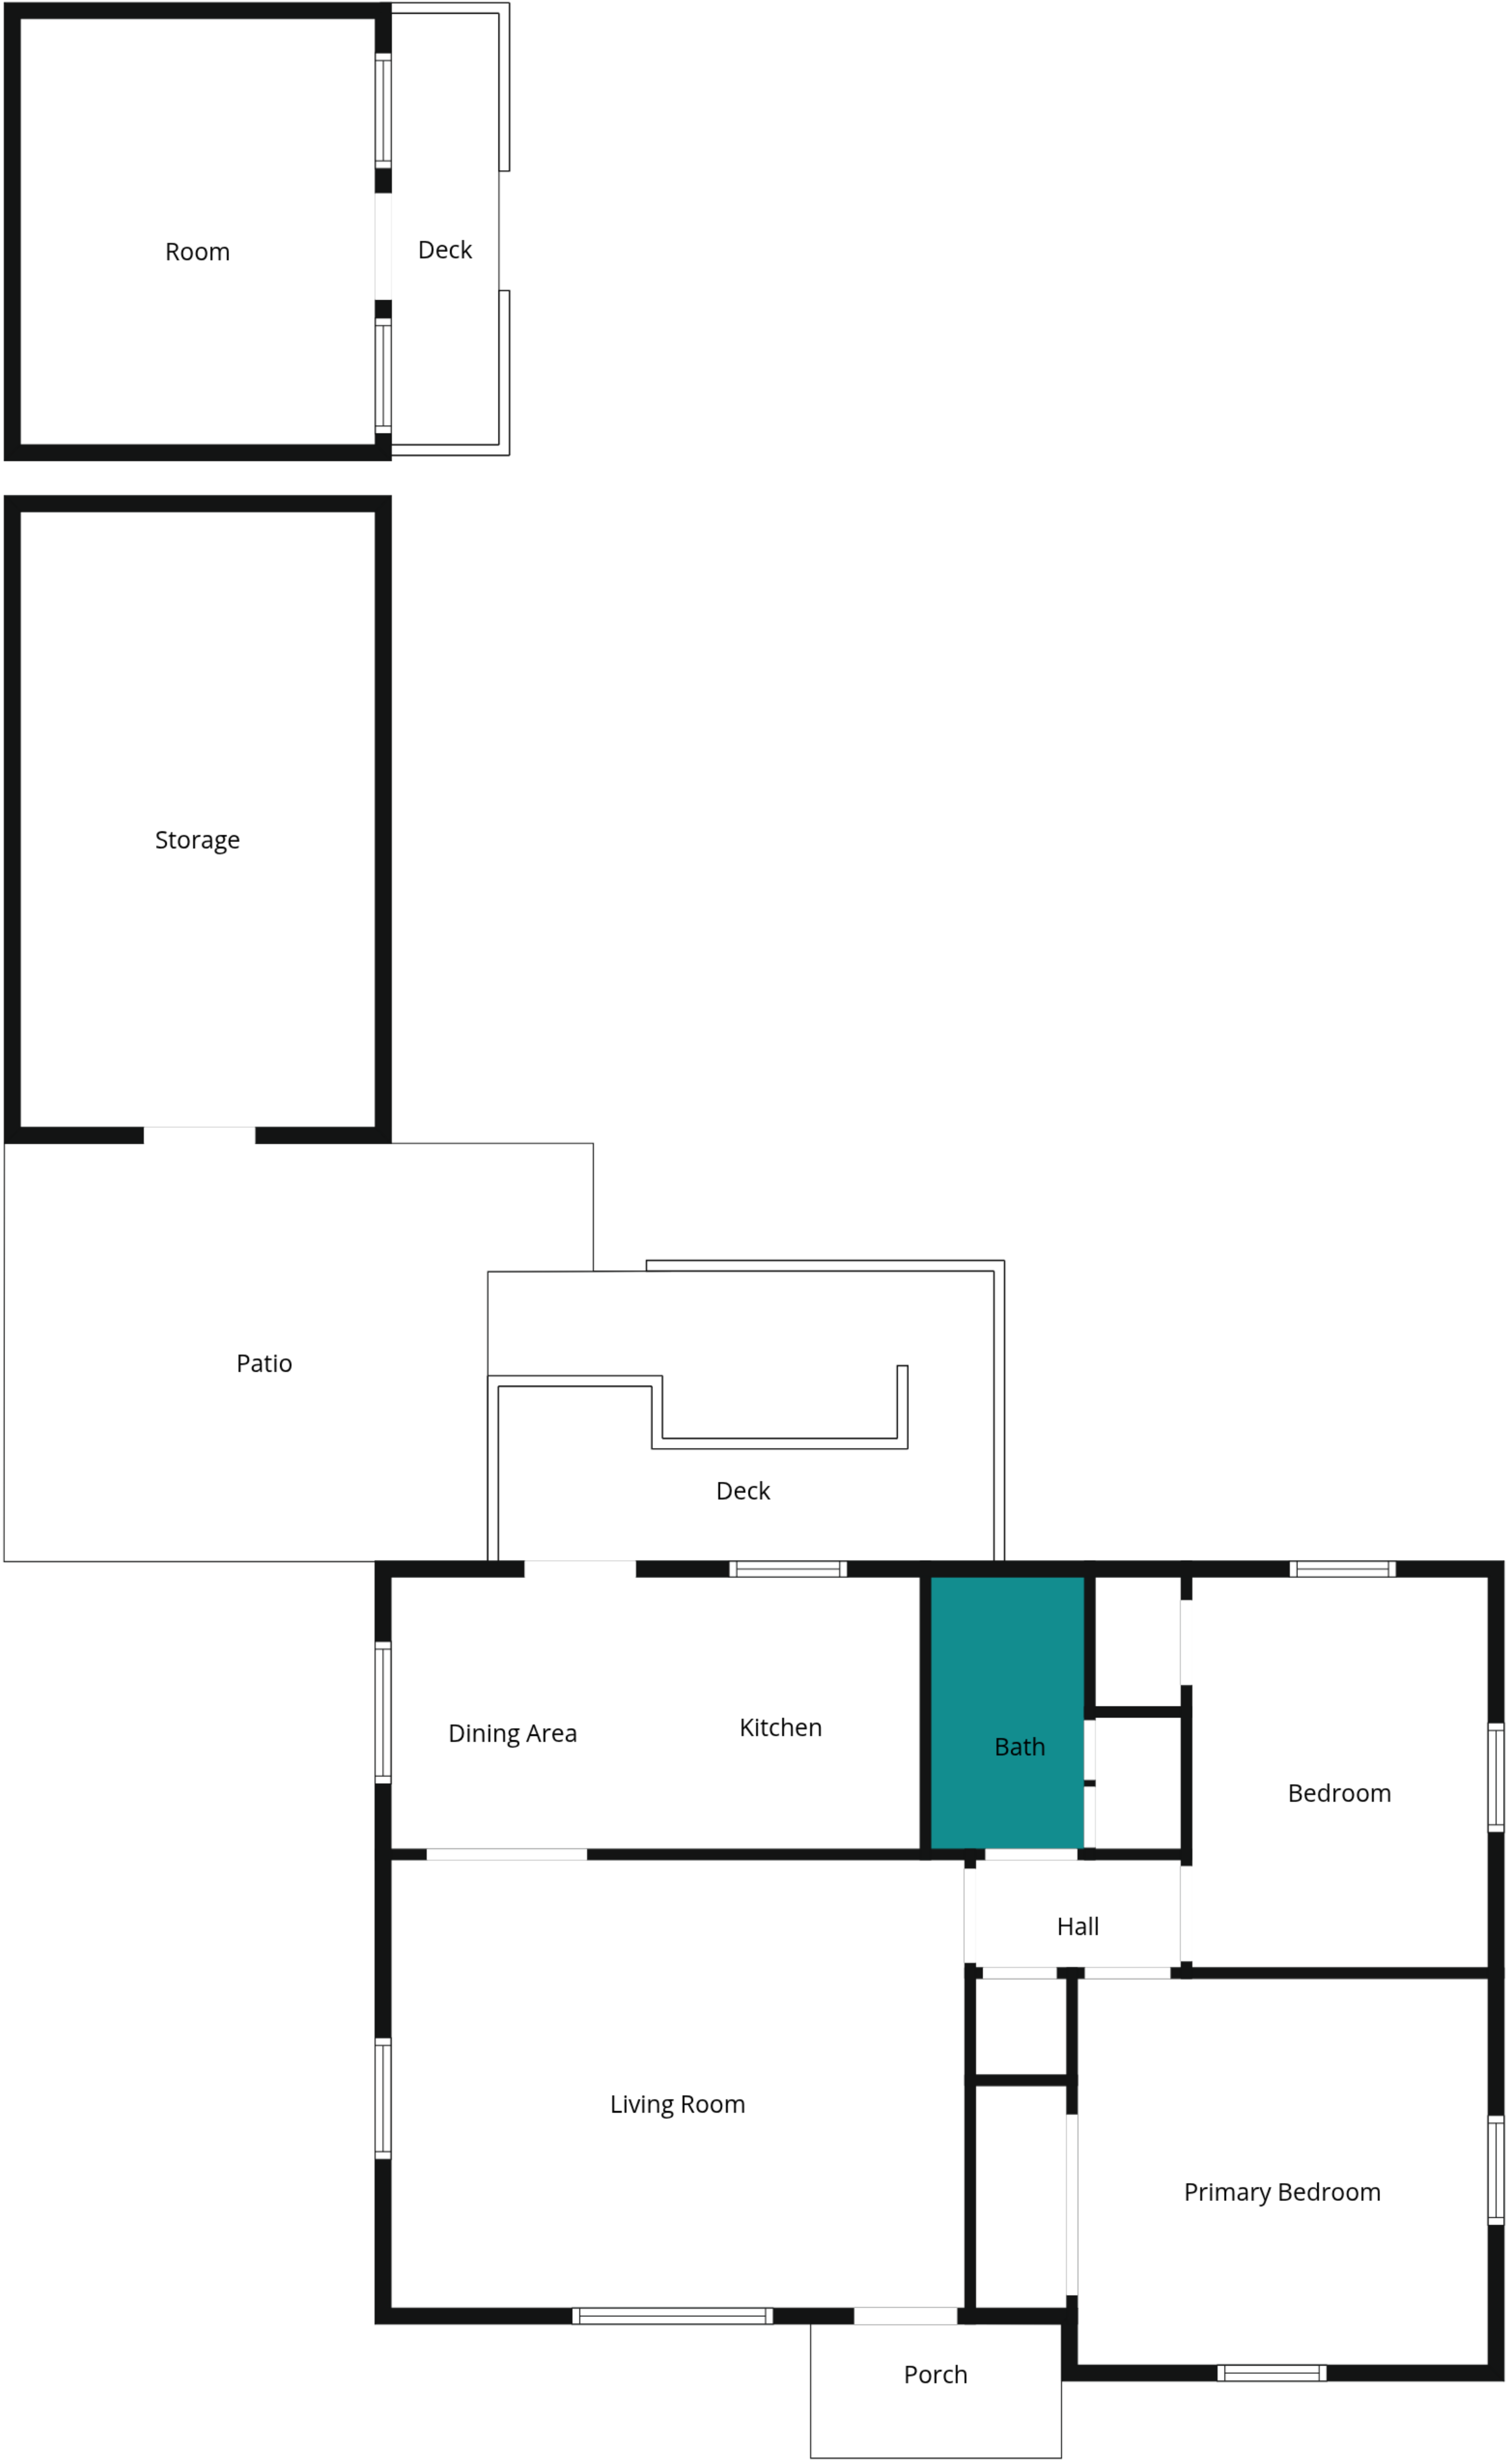 Room
Deck
Storage
Patio
Deck
Dining Area
Kitchen
Bath
Bedroom
Hall
Living Room
Primary Bedroom
Porch